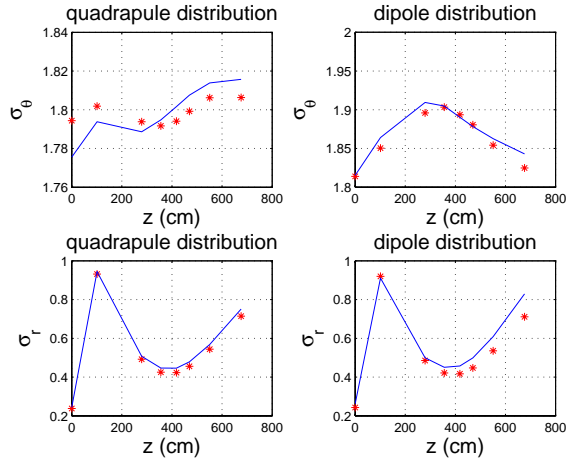 quadrapule distribution
1.84
1.82
1.8
1.78
1.76
σθ
0 200 400 600 800
z (cm)
dipole distribution
2
1.95
1.9
1.85
1.8
σθ
0 200 400 600 800
z (cm)
quadrapule distribution
1
0.8
0.6
0.4
0.2
σr
0 200 400 600 800
z (cm)
dipole distribution
1
0.8
0.6
0.4
0.2
σr
0 200 400 600 800
z (cm)